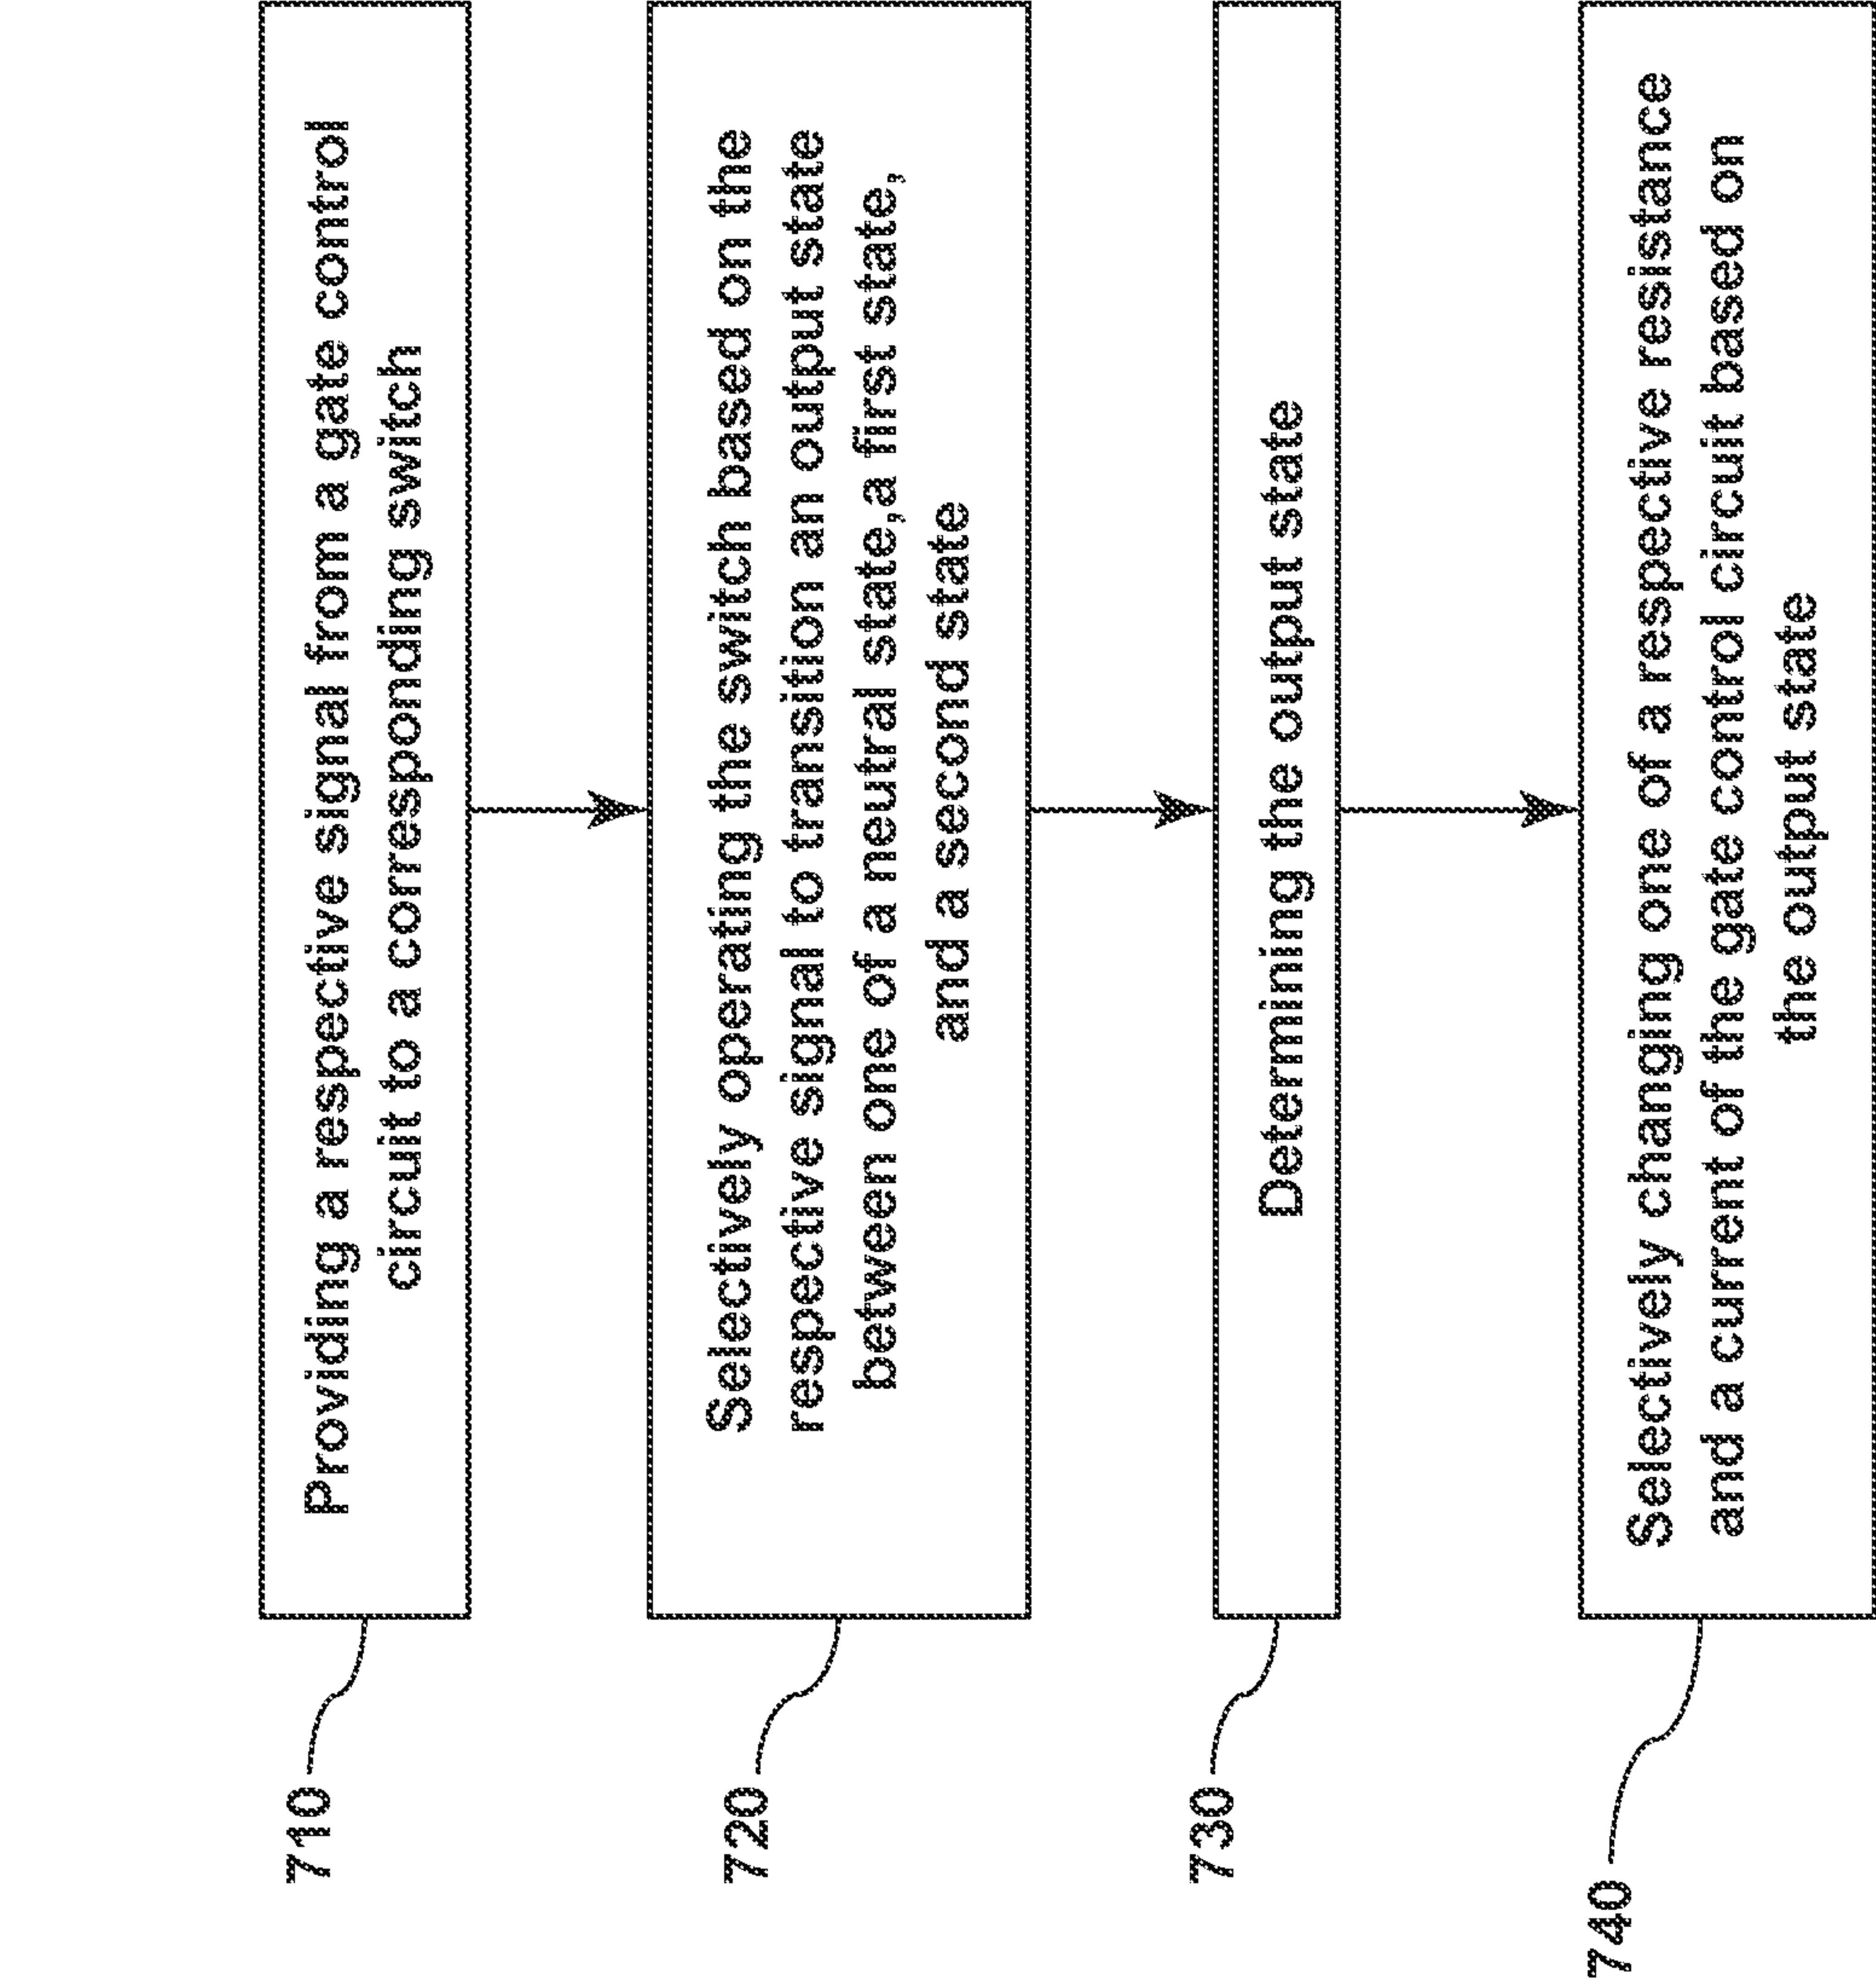 710
Providing a respective signal from a gate control
circuit to a corresponding switch
720
Selectively operating the switch based on the
respective signal to transition an output state
between one of a neutral state,a first state,
and a second state
730
Determining the output state
740
Selectively changing one of a respective resistance
and a current of the gate control circuit based on
the output state